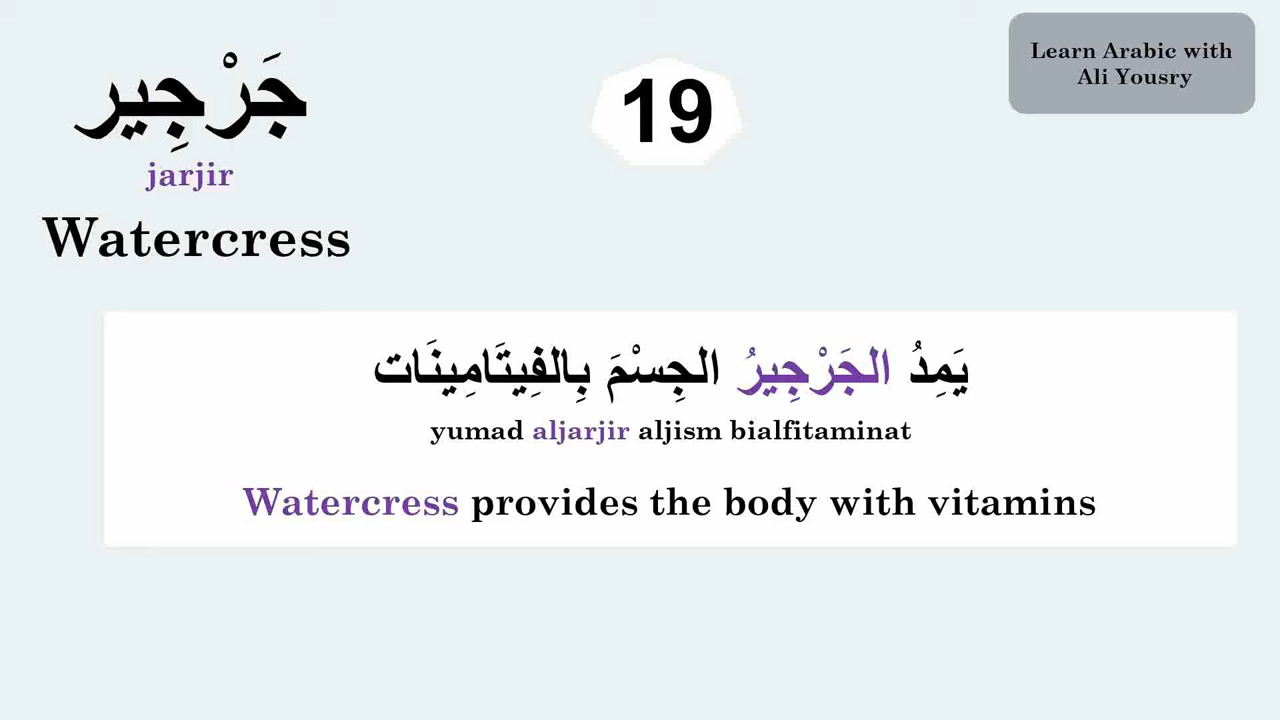 جَرْجِير
jarjir
Watercress
19
Learn Arabic with
Ali Yousry
يَمِدُ الجَرْجِيرُ الجِسْمَ بِالفِيتَامِينَات
yumad aljarjir aljism bialfitaminat
Watercress provides the body with vitamins